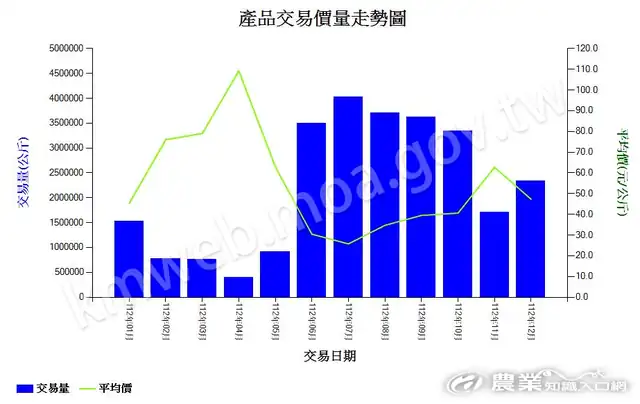 產品交易價量走勢圖
交易量(公斤)
5000000
4500000
4000000
3500000
3000000
2500000
2000000
1500000
1000000
500000
0
平均價(元/公斤)
120.0
110.0
100.0
90.0
80.0
70.0
60.0
50.0
40.0
30.0
20.0
10.0
0.0
kmweb.moa.gov.tw
112年01月
112年02月
112年03月
112年04月
112年05月
112年06月
112年07月
112年08月
112年09月
112年10月
112年11月
112年12月
交易日期
交易量
平均價
農業知識入口網